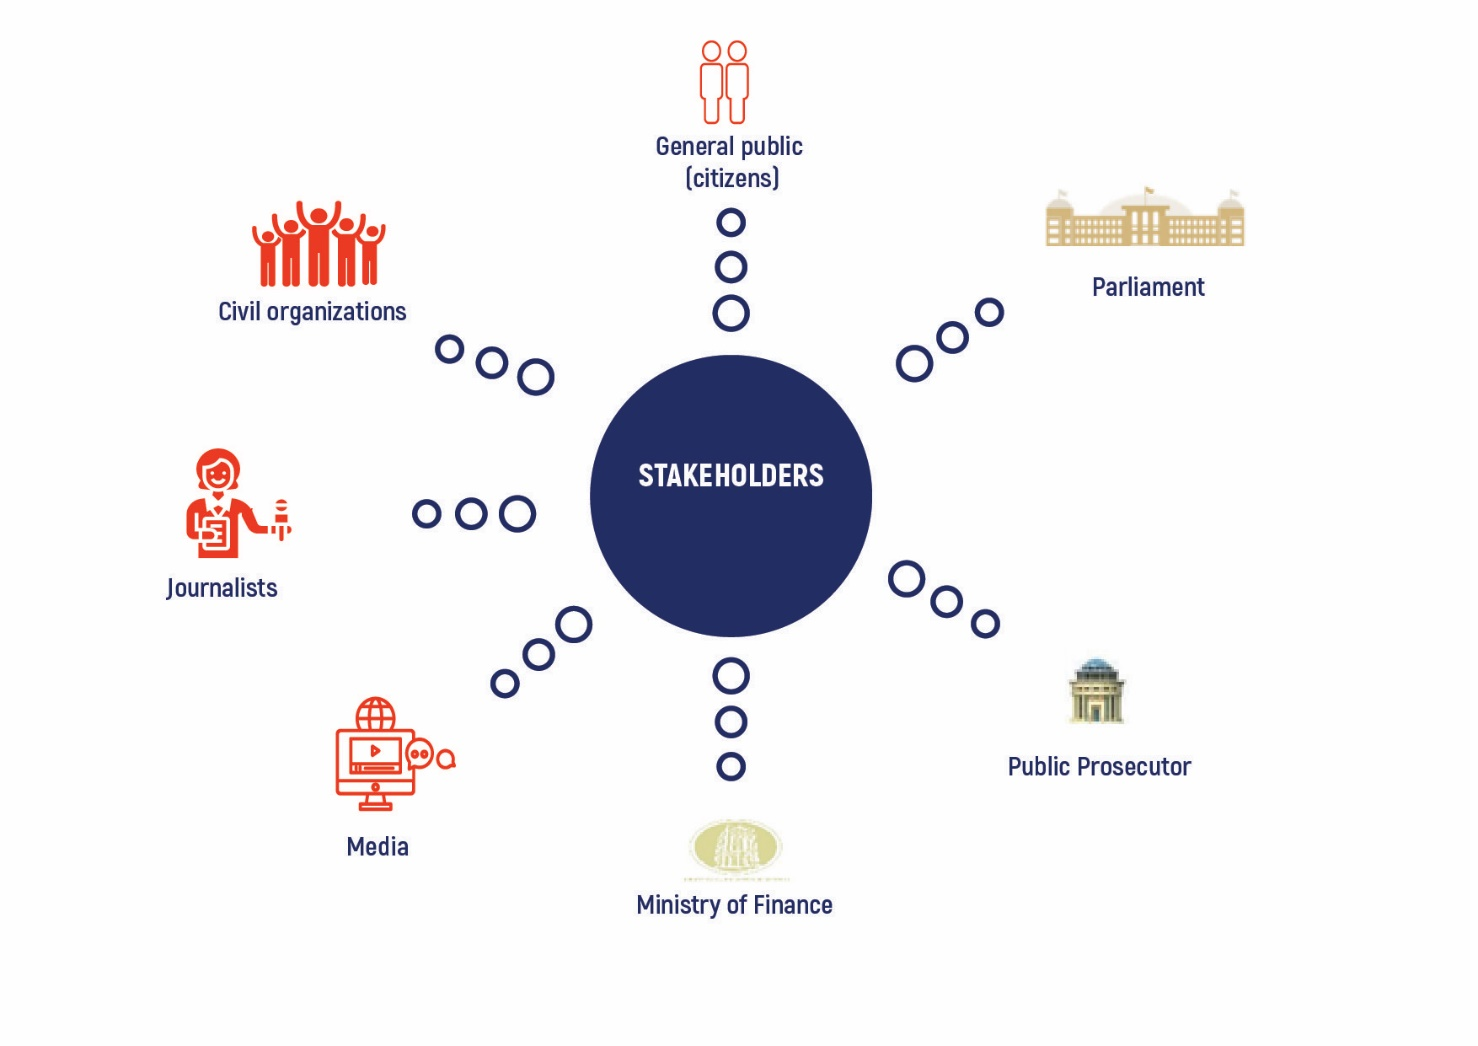 General public
(citizens)
Parliament
Civil organizations
STAKEHOLDERS
Journalists
Public Prosecutor
Media
Ministry of Finance